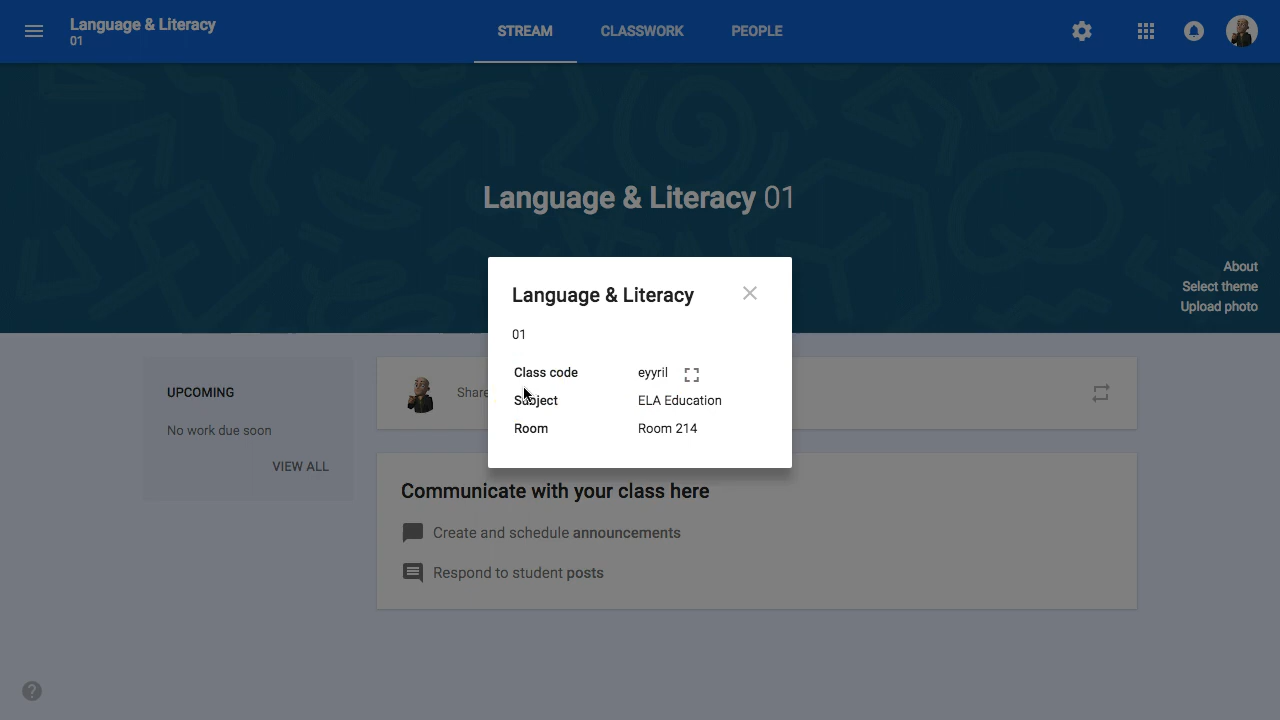 Language & Literacy
01
STREAM CLASSWORK PEOPLE
Language & Literacy 01
About
Select theme
Upload photo
Language & Literacy
01
Class code eyyril
Subject ELA Education
Room Room 214
UPCOMING
No work due soon
VIEW ALL
Share
Communicate with your class here
Create and schedule announcements
Respond to student posts